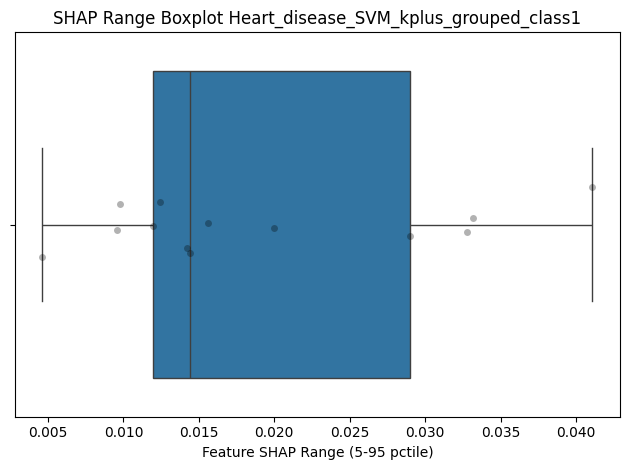 SHAP Range Boxplot Heart_disease_SVM_kplus_grouped_class1
0.005 0.010 0.015 0.020 0.025 0.030 0.035 0.040
Feature SHAP Range (5-95 pctile)